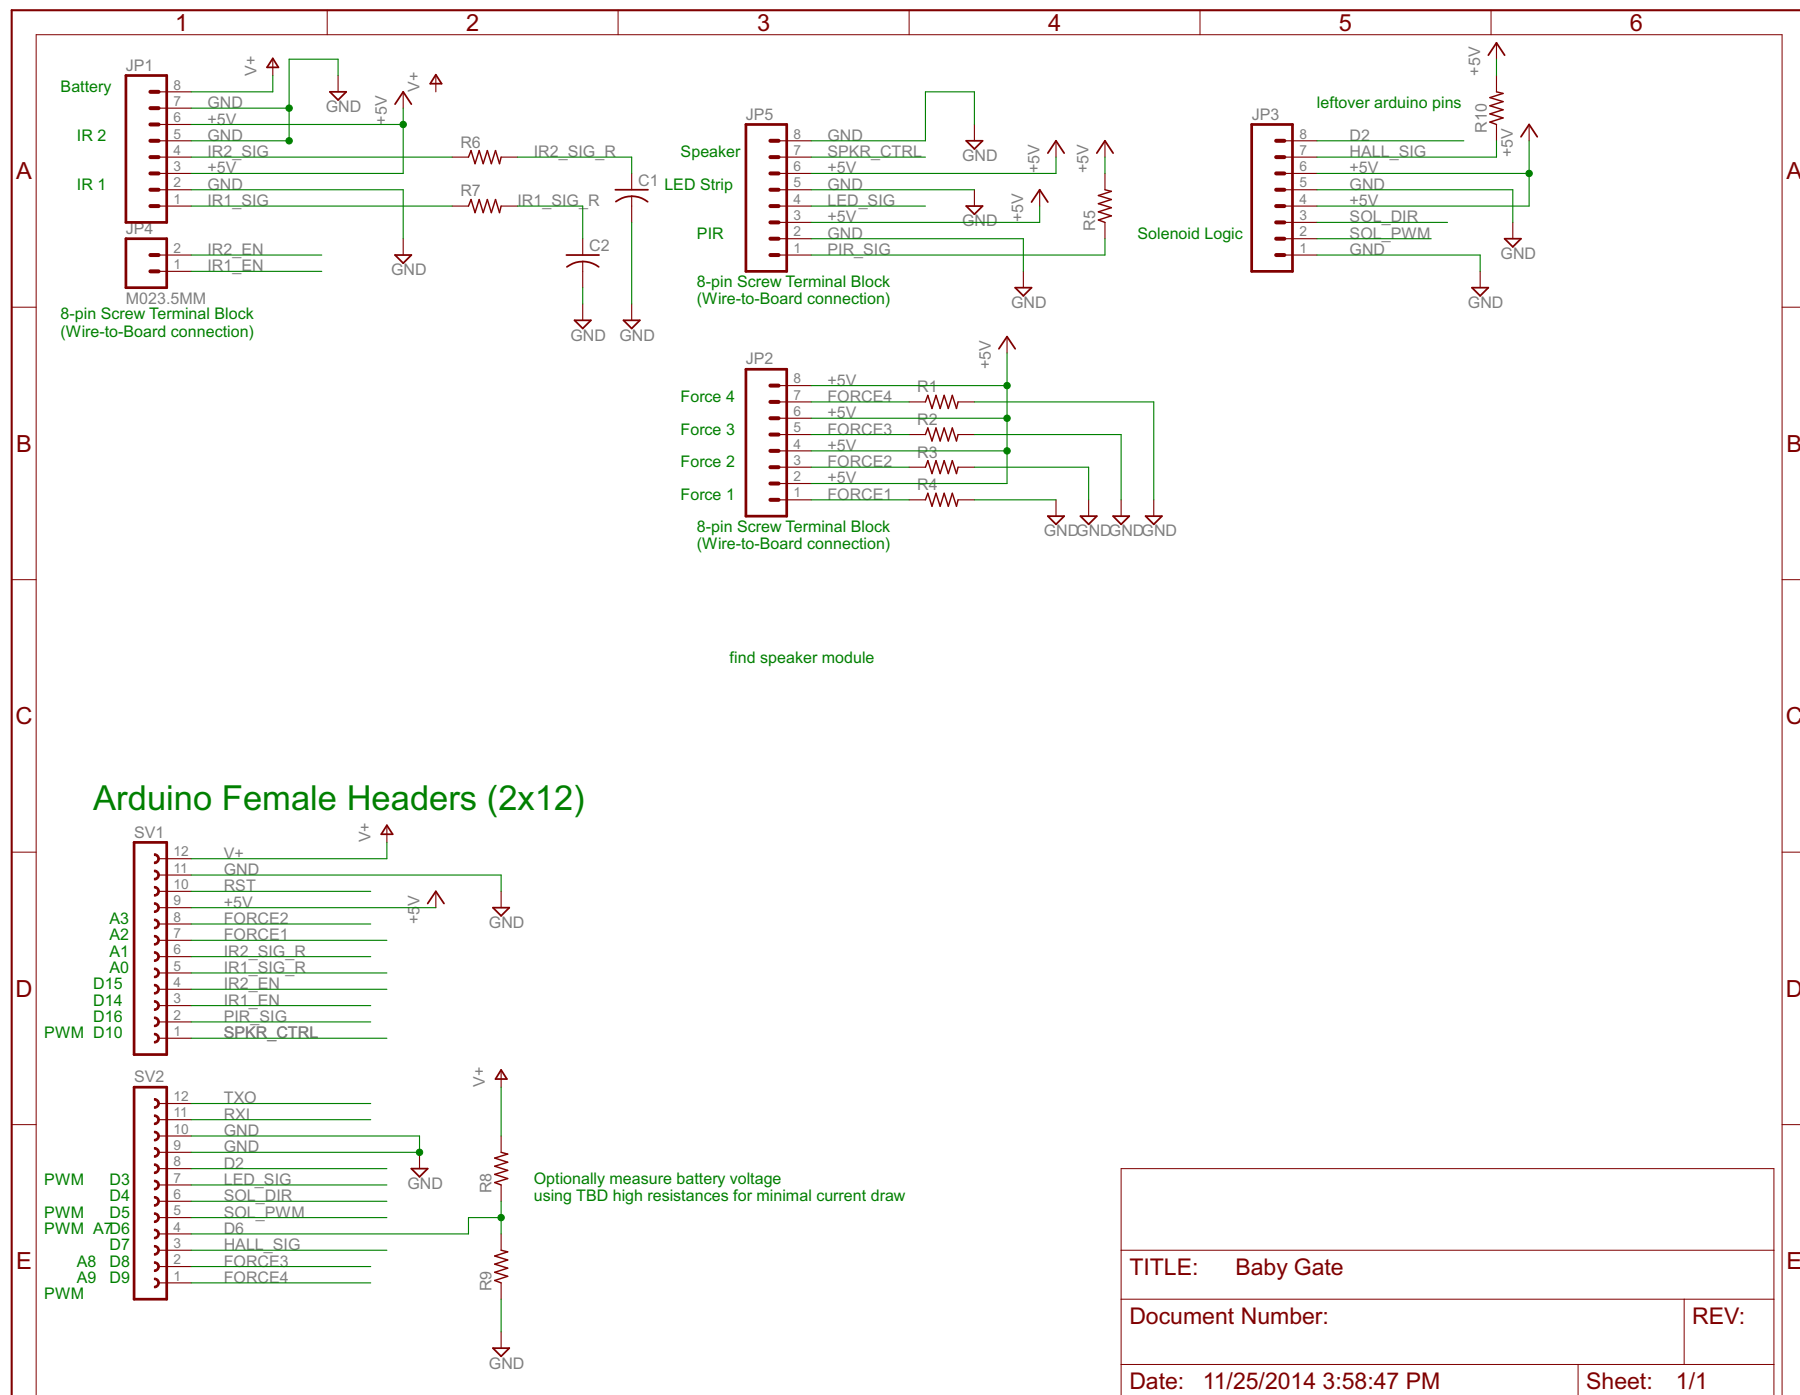 1 2 3 4 5 6
A
B
C
D
E
A
B
C
D
E
JP1
Battery
IR 2
IR 1
8
7 GND
6 +5V
5 GND
4 IR2_SIG
3 +5V
2 GND
1 IR1_SIG
V+
GND
+5V
V+
R6
IR2_SIG_R
C1
R7
IR1_SIG_R
C2
GND
GND
GND
JP4
2 IR2_EN
1 IR1_EN
M023.5MM
8-pin Screw Terminal Block
(Wire-to-Board connection)
JP5
Speaker
LED Strip
PIR
8 GND
7 SPKR_CTRL
6 +5V
5 GND
4 LED_SIG
3 +5V
2 GND
1 PIR_SIG
GND
+5V
+5V
GND
+5V
R5
GND
8-pin Screw Terminal Block
(Wire-to-Board connection)
leftover arduino pins
JP3
Solenoid Logic
8 D2
7 HALL_SIG
6 +5V
5 GND
4 +5V
3 SOL_DIR
2 SOL_PWM
1 GND
+5V
R10
+5V
GND
GND
JP2
Force 4
Force 3
Force 2
Force 1
8 +5V
7 FORCE4
6 +5V
5 FORCE3
4 +5V
3 FORCE2
2 +5V
1 FORCE1
+5V
R1
R2
R3
R4
GND GND GND GND
8-pin Screw Terminal Block
(Wire-to-Board connection)
find speaker module
Arduino Female Headers (2x12)
SV1
12 V+
11 GND
10 RST
9 +5V
A3 8 FORCE2
A2 7 FORCE1
A1 6 IR2_SIG_R
A0 5 IR1_SIG_R
D15 4 IR2_EN
D14 3 IR1_EN
D16 2 PIR_SIG
PWM D10 1 SPKR_CTRL
V+
+5V
GND
SV2
12 TXO
11 RXI
10 GND
9 GND
8 D2
PWM D3 7 LED_SIG
D4 6 SOL_DIR
PWM D5 5 SOL_PWM
PWM A7 D6 4 D6
D7 3 HALL_SIG
A8 D8 2 FORCE3
A9 D9 1 FORCE4
PWM
GND
V+
R8
R9
GND
Optionally measure battery voltage
using TBD high resistances for minimal current draw
TITLE: Baby Gate
Document Number:
REV:
Date: 11/25/2014 3:58:47 PM
Sheet: 1/1